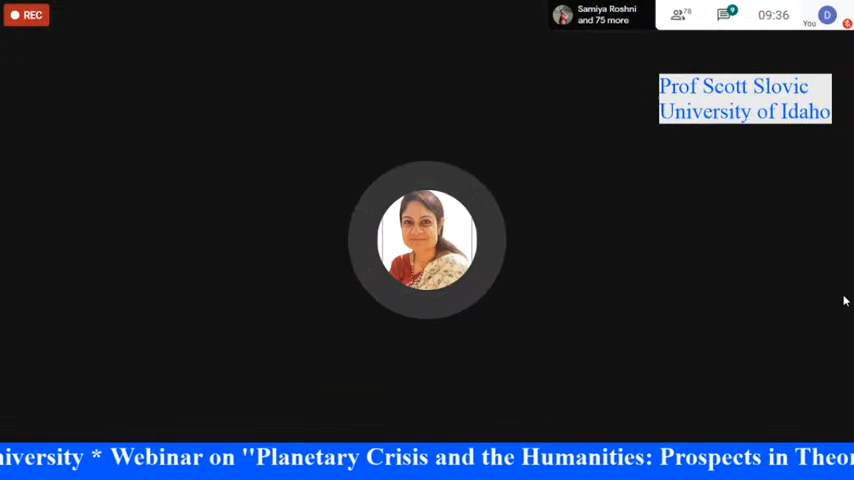 REC
Samiya Roshni
and 75 more
78
9
09:36
You
D
Prof Scott Slovic
University of Idaho
niversity * Webinar on "Planetary Crisis and the Humanities: Prospects in Theor